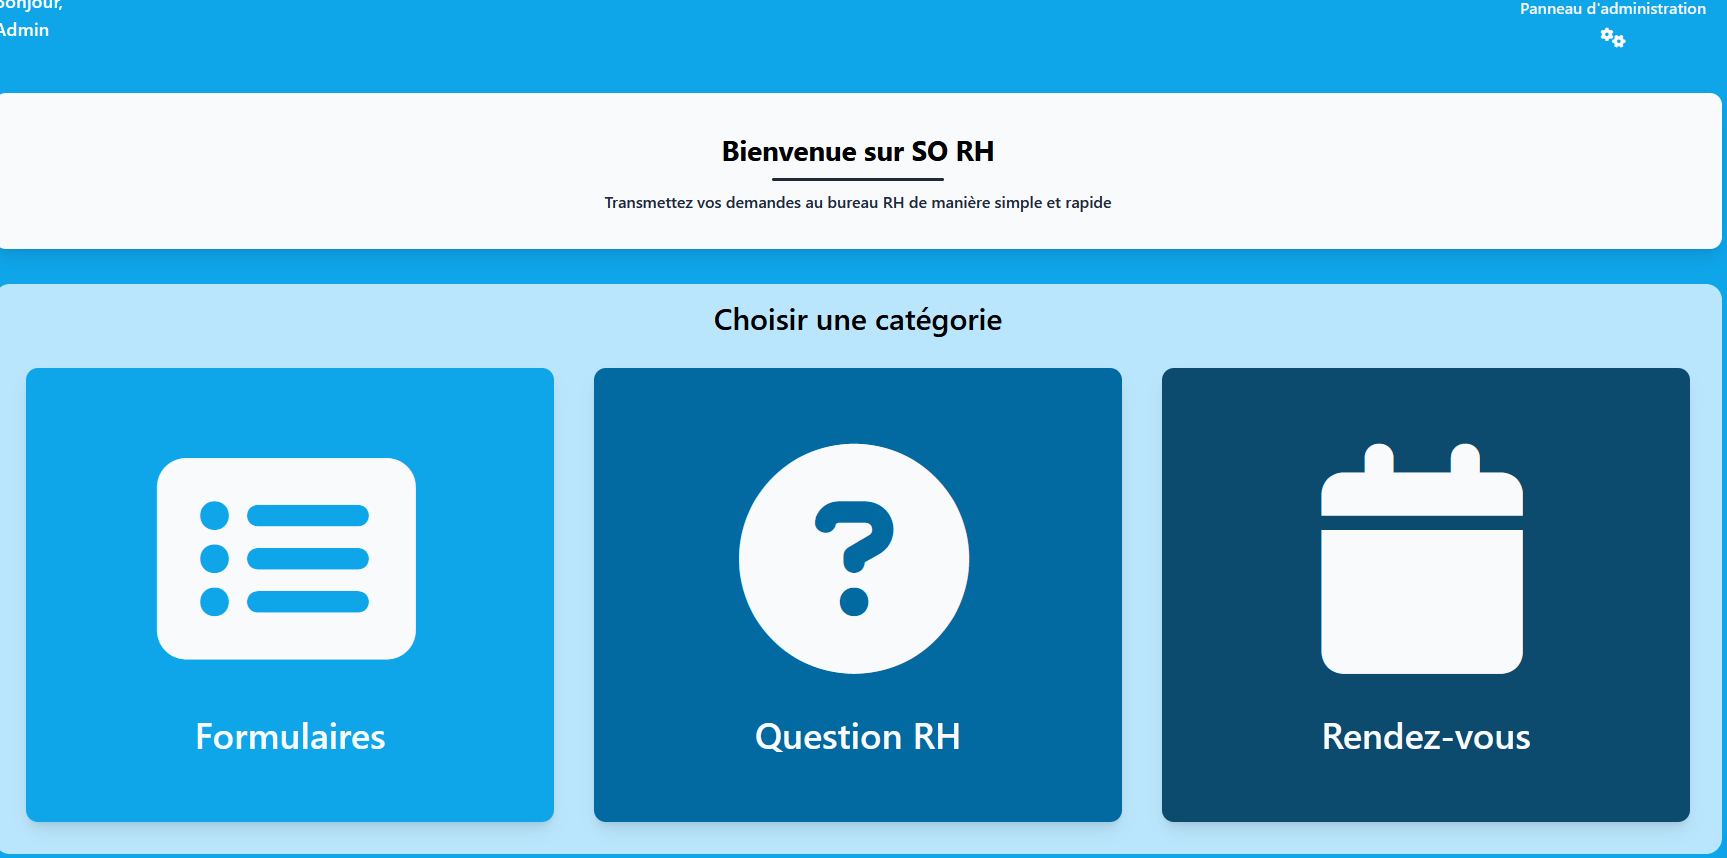 Bonjour,
Admin
Panneau d'administration
Bienvenue sur SO RH
Transmettez vos demandes au bureau RH de manière simple et rapide
Choisir une catégorie
Formulaires
Question RH
Rendez-vous